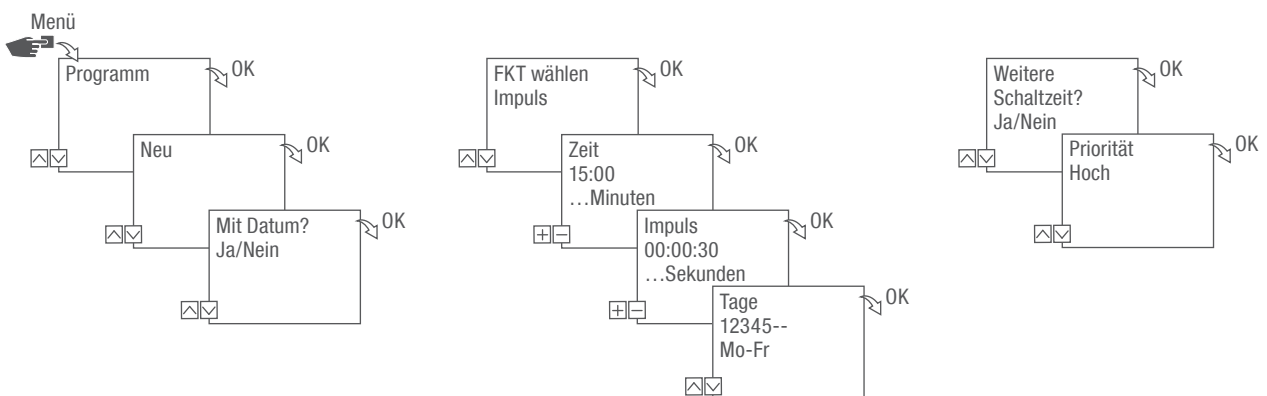 Menü
Programm
OK
Neu
OK
Mit Datum?
Ja/Nein
OK
FKT wählen
Impuls
OK
Zeit
15:00
…Minuten
OK
Impuls
00:00:30
…Sekunden
OK
Tage
12345--
Mo-Fr
OK
Weitere
Schaltzeit?
Ja/Nein
OK
Priorität
Hoch
OK